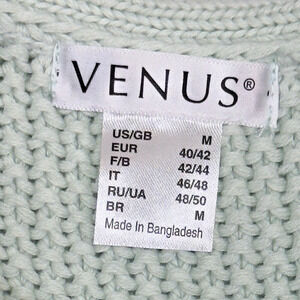 VENUS®
US/GB M
EUR 40/42
F/B 42/44
IT 46/48
RU/UA 48/50
BR M
Made In Bangladesh